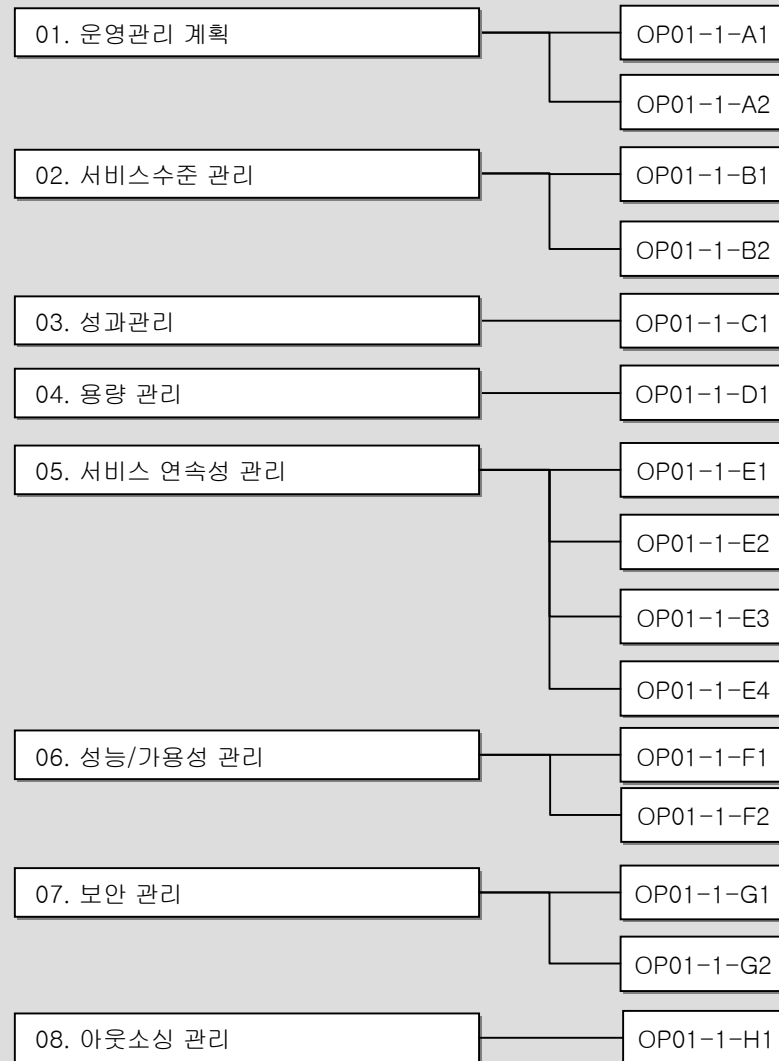 01. 운영관리 계획
OP01-1-A1
OP01-1-A2
02. 서비스수준 관리
OP01-1-B1
OP01-1-B2
03. 성과관리
OP01-1-C1
04. 용량 관리
OP01-1-D1
05. 서비스 연속성 관리
OP01-1-E1
OP01-1-E2
OP01-1-E3
OP01-1-E4
06. 성능/가용성 관리
OP01-1-F1
OP01-1-F2
07. 보안 관리
OP01-1-G1
OP01-1-G2
08. 아웃소싱 관리
OP01-1-H1